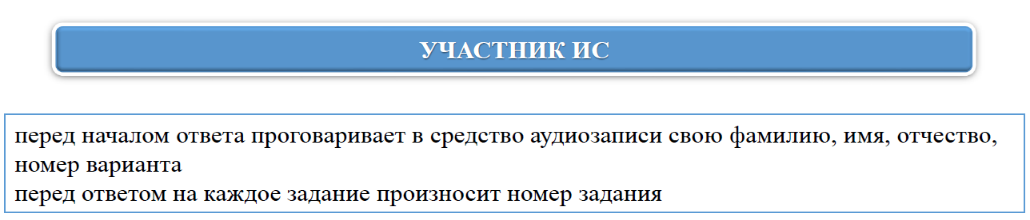 УЧАСТНИК ИС
перед началом ответа проговаривает в средство аудиозаписи свою фамилию, имя, отчество,
номер варианта
перед ответом на каждое задание произносит номер задания